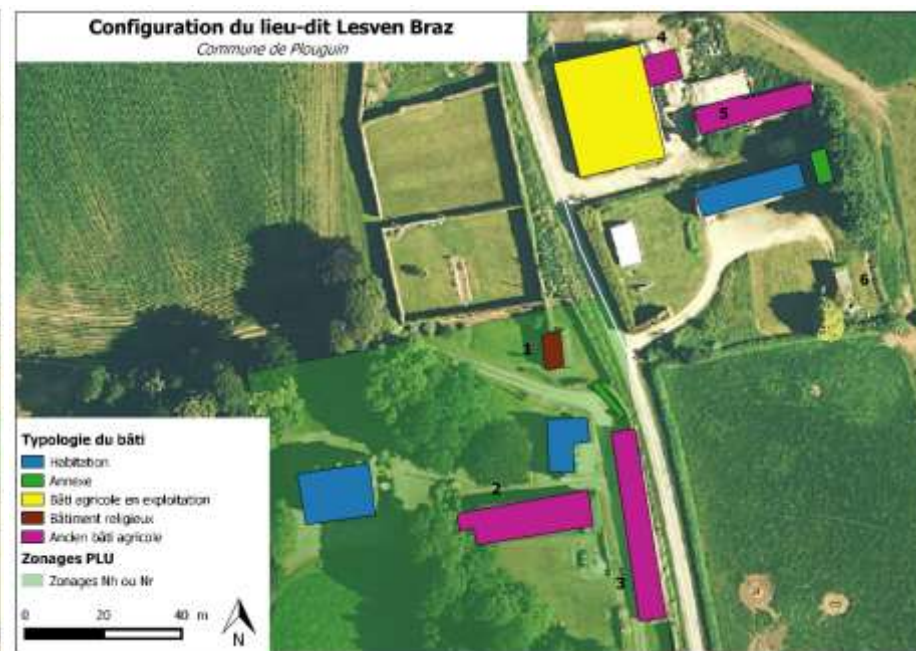 Configuration du lieu-dit Lesven Braz
Commune de Plouguin
4
5
6
1
2
3
Typologie du bâti
Habitation
Annexe
Bâti agricole en exploitation
Bâtiment religieux
Ancien bâti agricole
Zonages PLU
Zonages Nh ou Nr
0 20 40 m
N